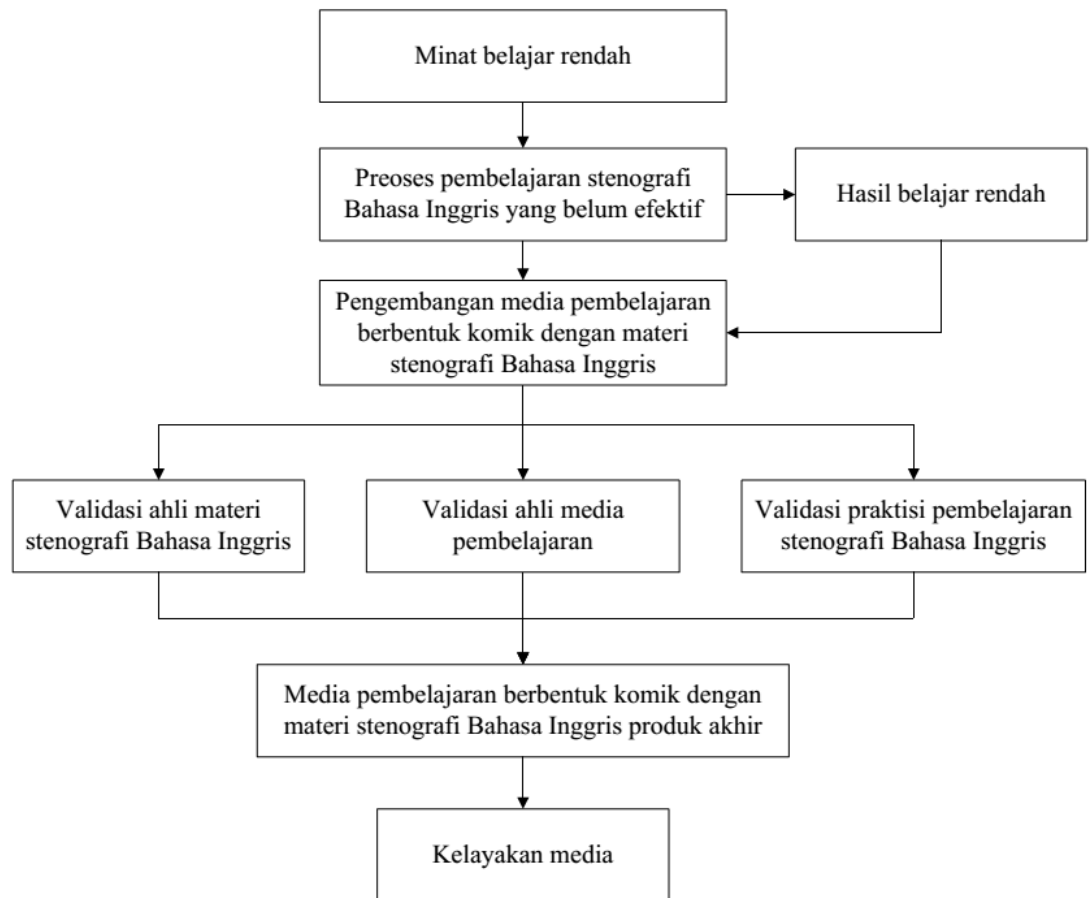 Minat belajar rendah
Preoses pembelajaran stenografi
Bahasa Inggris yang belum efektif
Hasil belajar rendah
Pengembangan media pembelajaran
berbentuk komik dengan materi
stenografi Bahasa Inggris
Validasi ahli materi
stenografi Bahasa Inggris
Validasi ahli media
pembelajaran
Validasi praktisi pembelajaran
stenografi Bahasa Inggris
Media pembelajaran berbentuk komik dengan
materi stenografi Bahasa Inggris produk akhir
Kelayakan media